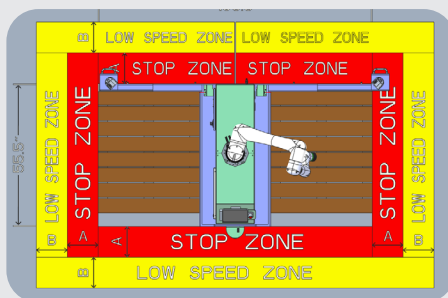 B LOW SPEED ZONE LOW SPEED ZONE
A STOP ZONE STOP ZONE
LOW SPEED ZONE
STOP ZONE
STOP ZONE
LOW SPEED ZONE
55.5"
B A A STOP ZONE A B
B LOW SPEED ZONE